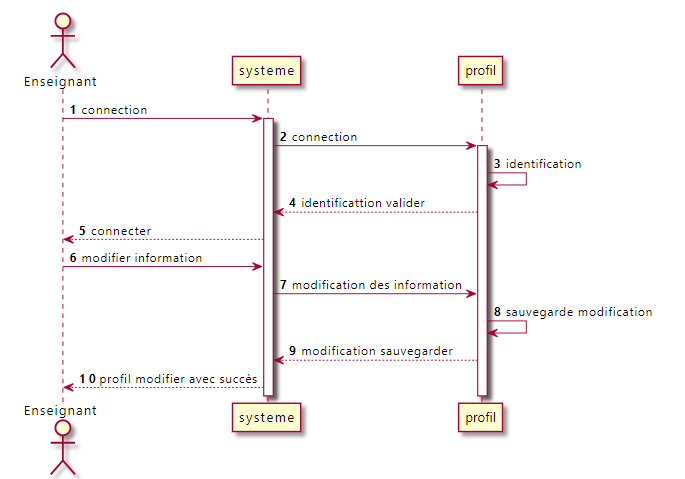 Enseignant
systeme
profil
1 connection
2 connection
3 identification
4 identificattion valider
5 connecter
6 modifier information
7 modification des information
8 sauvegarde modification
9 modification sauvegarder
10 profil modifier avec succès
Enseignant
systeme
profil